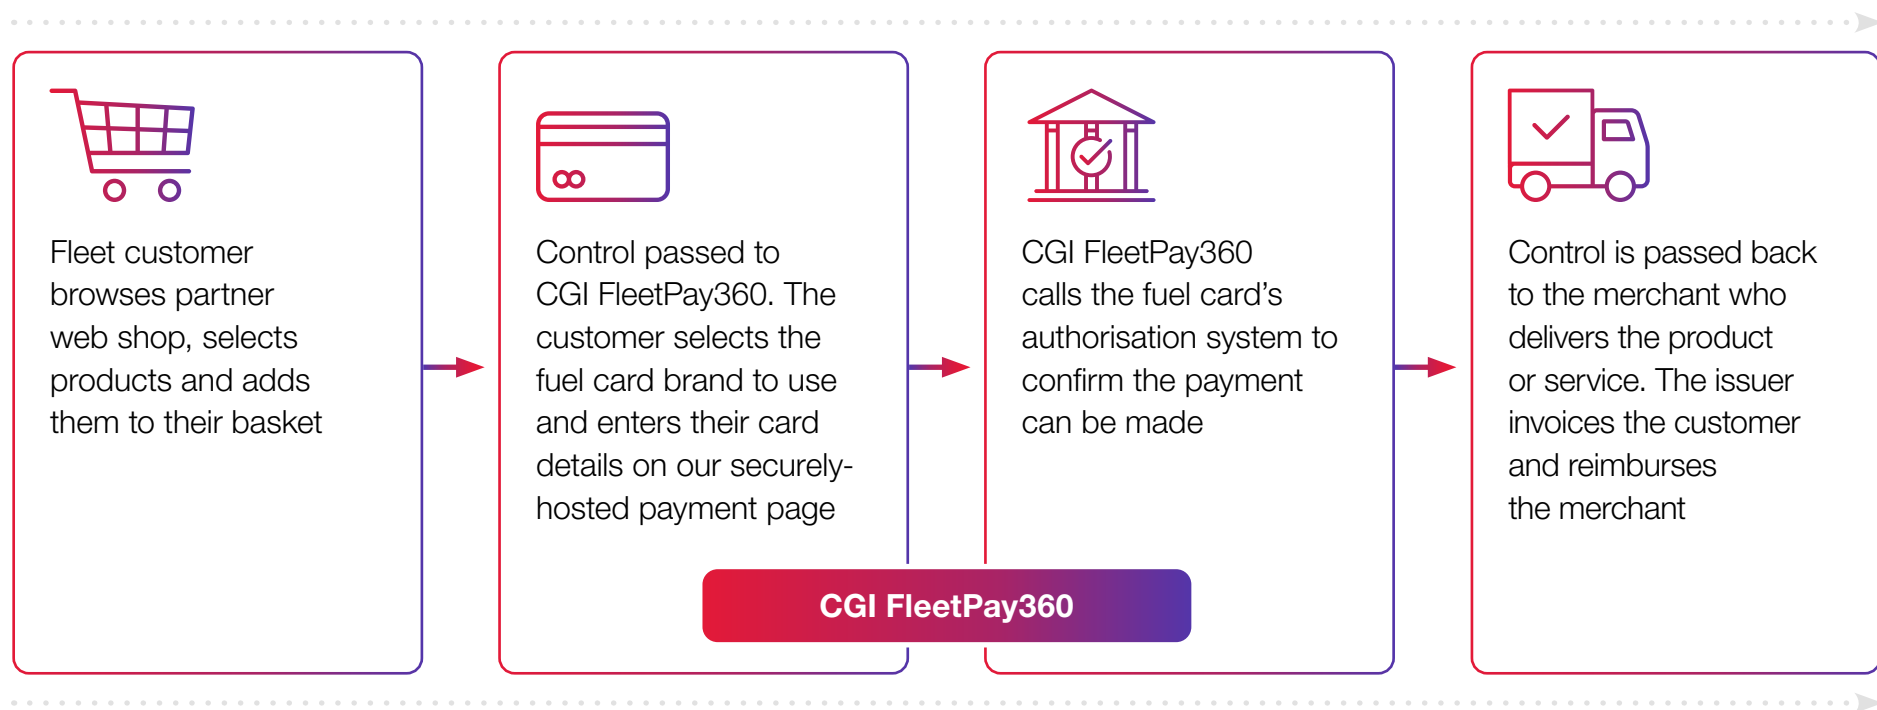 Fleet customer
browses partner
web shop, selects
products and adds
them to their basket
Control passed to
CGI FleetPay360. The
customer selects the
fuel card brand to use
and enters their card
details on our securely-
hosted payment page
CGI FleetPay360
calls the fuel card’s
authorisation system to
confirm the payment
can be made
Control is passed back
to the merchant who
delivers the product
or service. The issuer
invoices the customer
and reimburses
the merchant
CGI FleetPay360